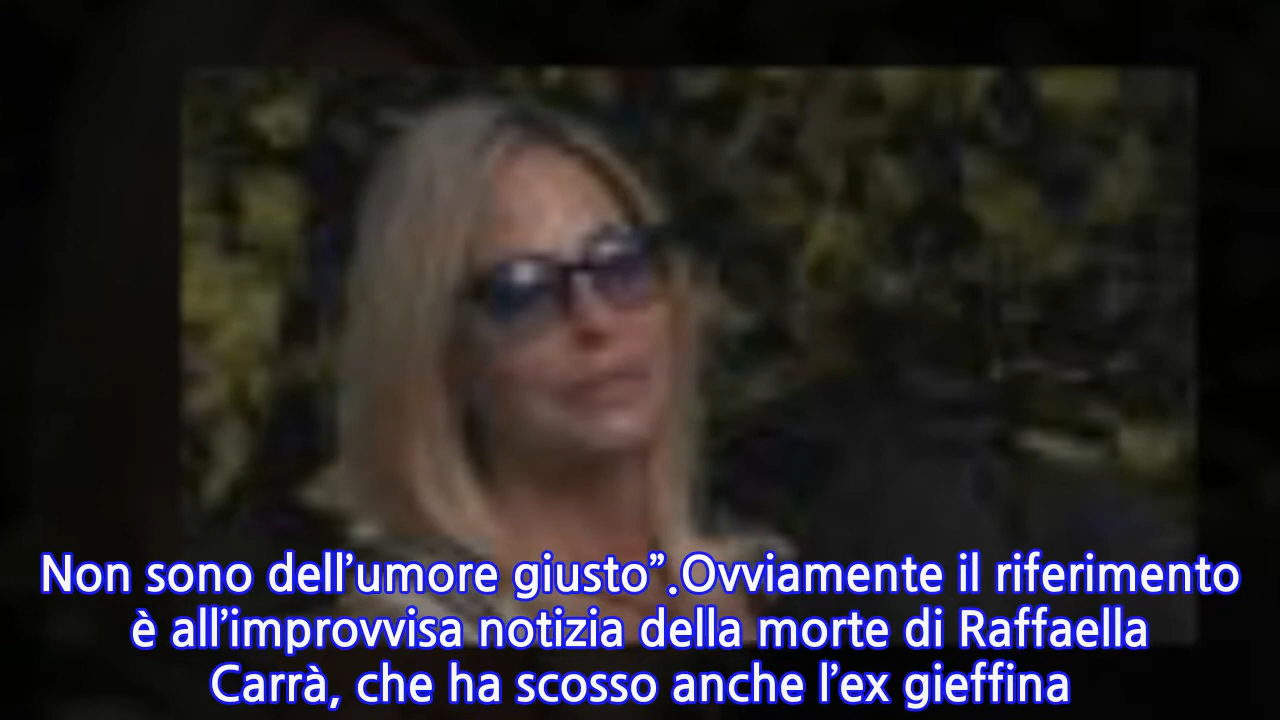 Non sono dell’umore giusto”.Ovviamente il riferimento
è all’improvvisa notizia della morte di Raffaella
Carrà, che ha scosso anche l’ex gieffina